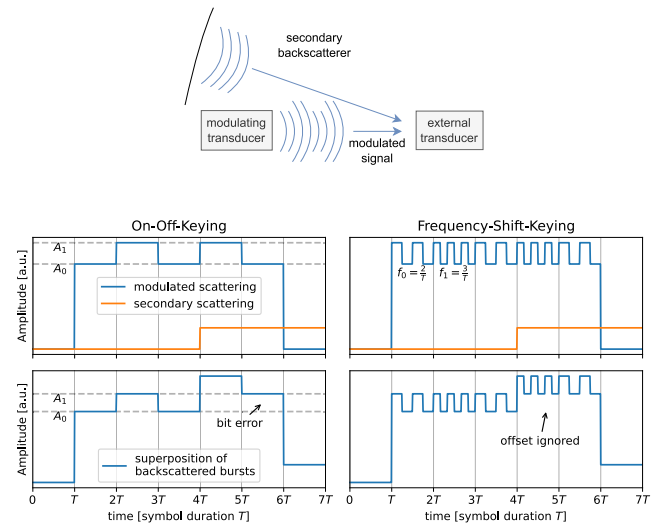 secondary
backscatterer
modulating
transducer
external
transducer
modulated
signal
On-Off-Keying
Frequency-Shift-Keying
Amplitude [a.u.]
A₁
A₀
modulated scattering
secondary scattering
Amplitude [a.u.]
f₀ = 2/T
f₁ = 3/T
Amplitude [a.u.]
A₁
A₀
bit error
superposition of
backscattered bursts
Amplitude [a.u.]
offset ignored
0 T 2T 3T 4T 5T 6T 7T
time [symbol duration T]
0 T 2T 3T 4T 5T 6T 7T
time [symbol duration T]